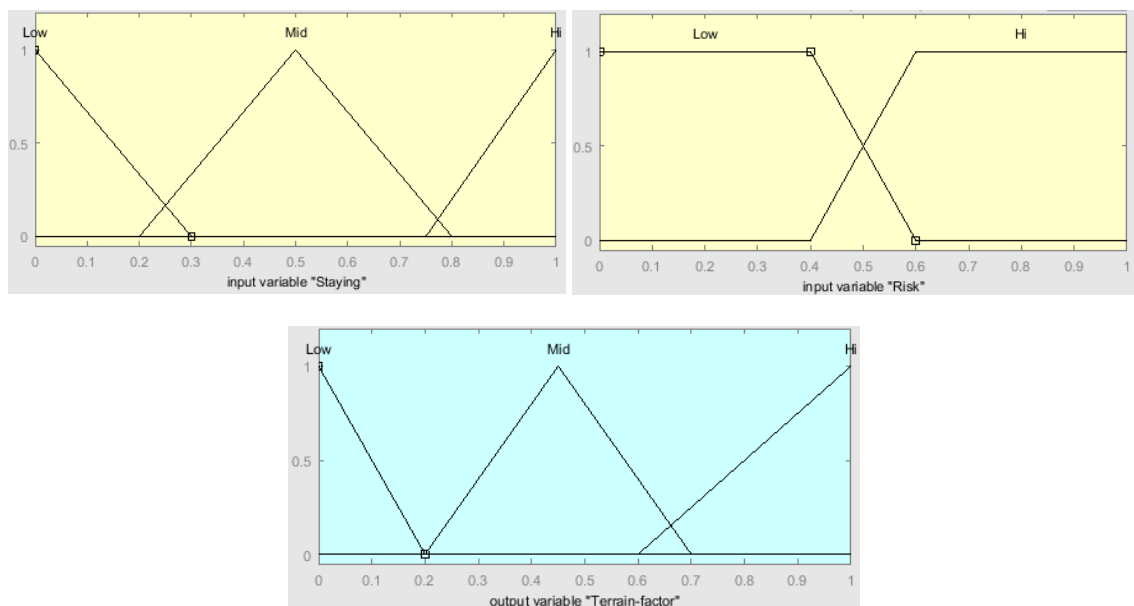 Low Mid Hi
1
0.5
0
0 0.1 0.2 0.3 0.4 0.5 0.6 0.7 0.8 0.9 1
input variable "Staying"
Low Hi
1
0.5
0
0 0.1 0.2 0.3 0.4 0.5 0.6 0.7 0.8 0.9 1
input variable "Risk"
Low Mid Hi
1
0.5
0
0 0.1 0.2 0.3 0.4 0.5 0.6 0.7 0.8 0.9 1
output variable "Terrain-factor"